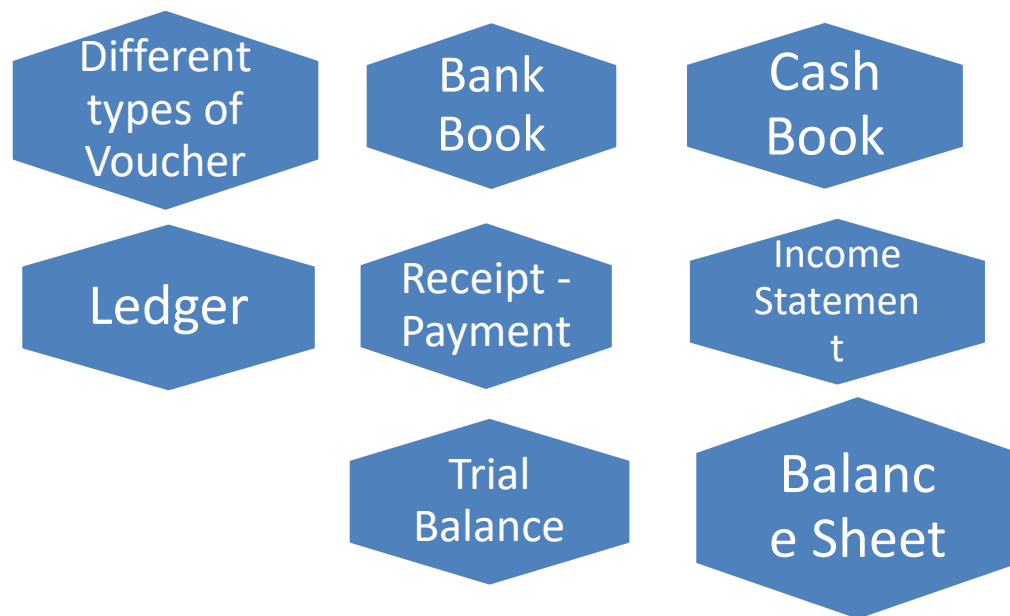 Different
types of
Voucher
Bank
Book
Cash
Book
Ledger
Receipt -
Payment
Income
Statemen
t
Trial
Balance
Balanc
e Sheet